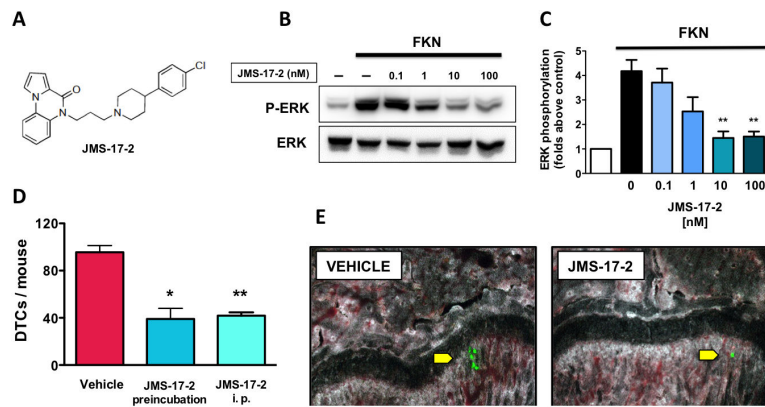 A
N
O
N
N
Cl
JMS-17-2
B
FKN
JMS-17-2 (nM)
– – 0.1 1 10 100
P-ERK
ERK
C
FKN
ERK phosphorylation
(folds above control)
5
4
3
2
1
0
**
**
0 0.1 1 10 100
JMS-17-2
[nM]
D
DTCs / mouse
120
80
40
0
*
**
Vehicle
JMS-17-2
preincubation
JMS-17-2
i. p.
E
VEHICLE
JMS-17-2